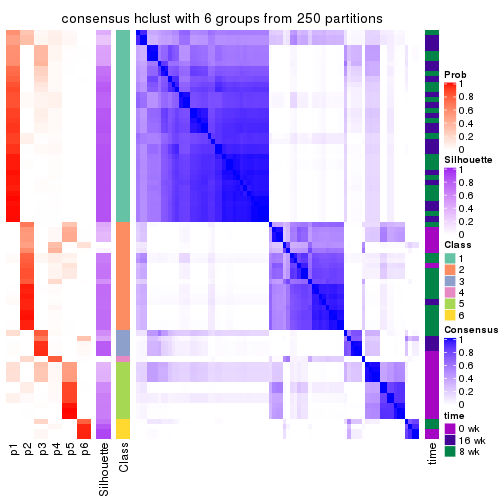 consensus hclust with 6 groups from 250 partitions
Prob
1
0.8
0.6
0.4
0.2
0
Silhouette
1
0.8
0.6
0.4
0.2
0
Class
1
2
3
4
5
6
Consensus
1
0.8
0.6
0.4
0.2
0
time
0 wk
16 wk
8 wk
p1
p2
p3
p4
p5
p6
Silhouette
Class
time